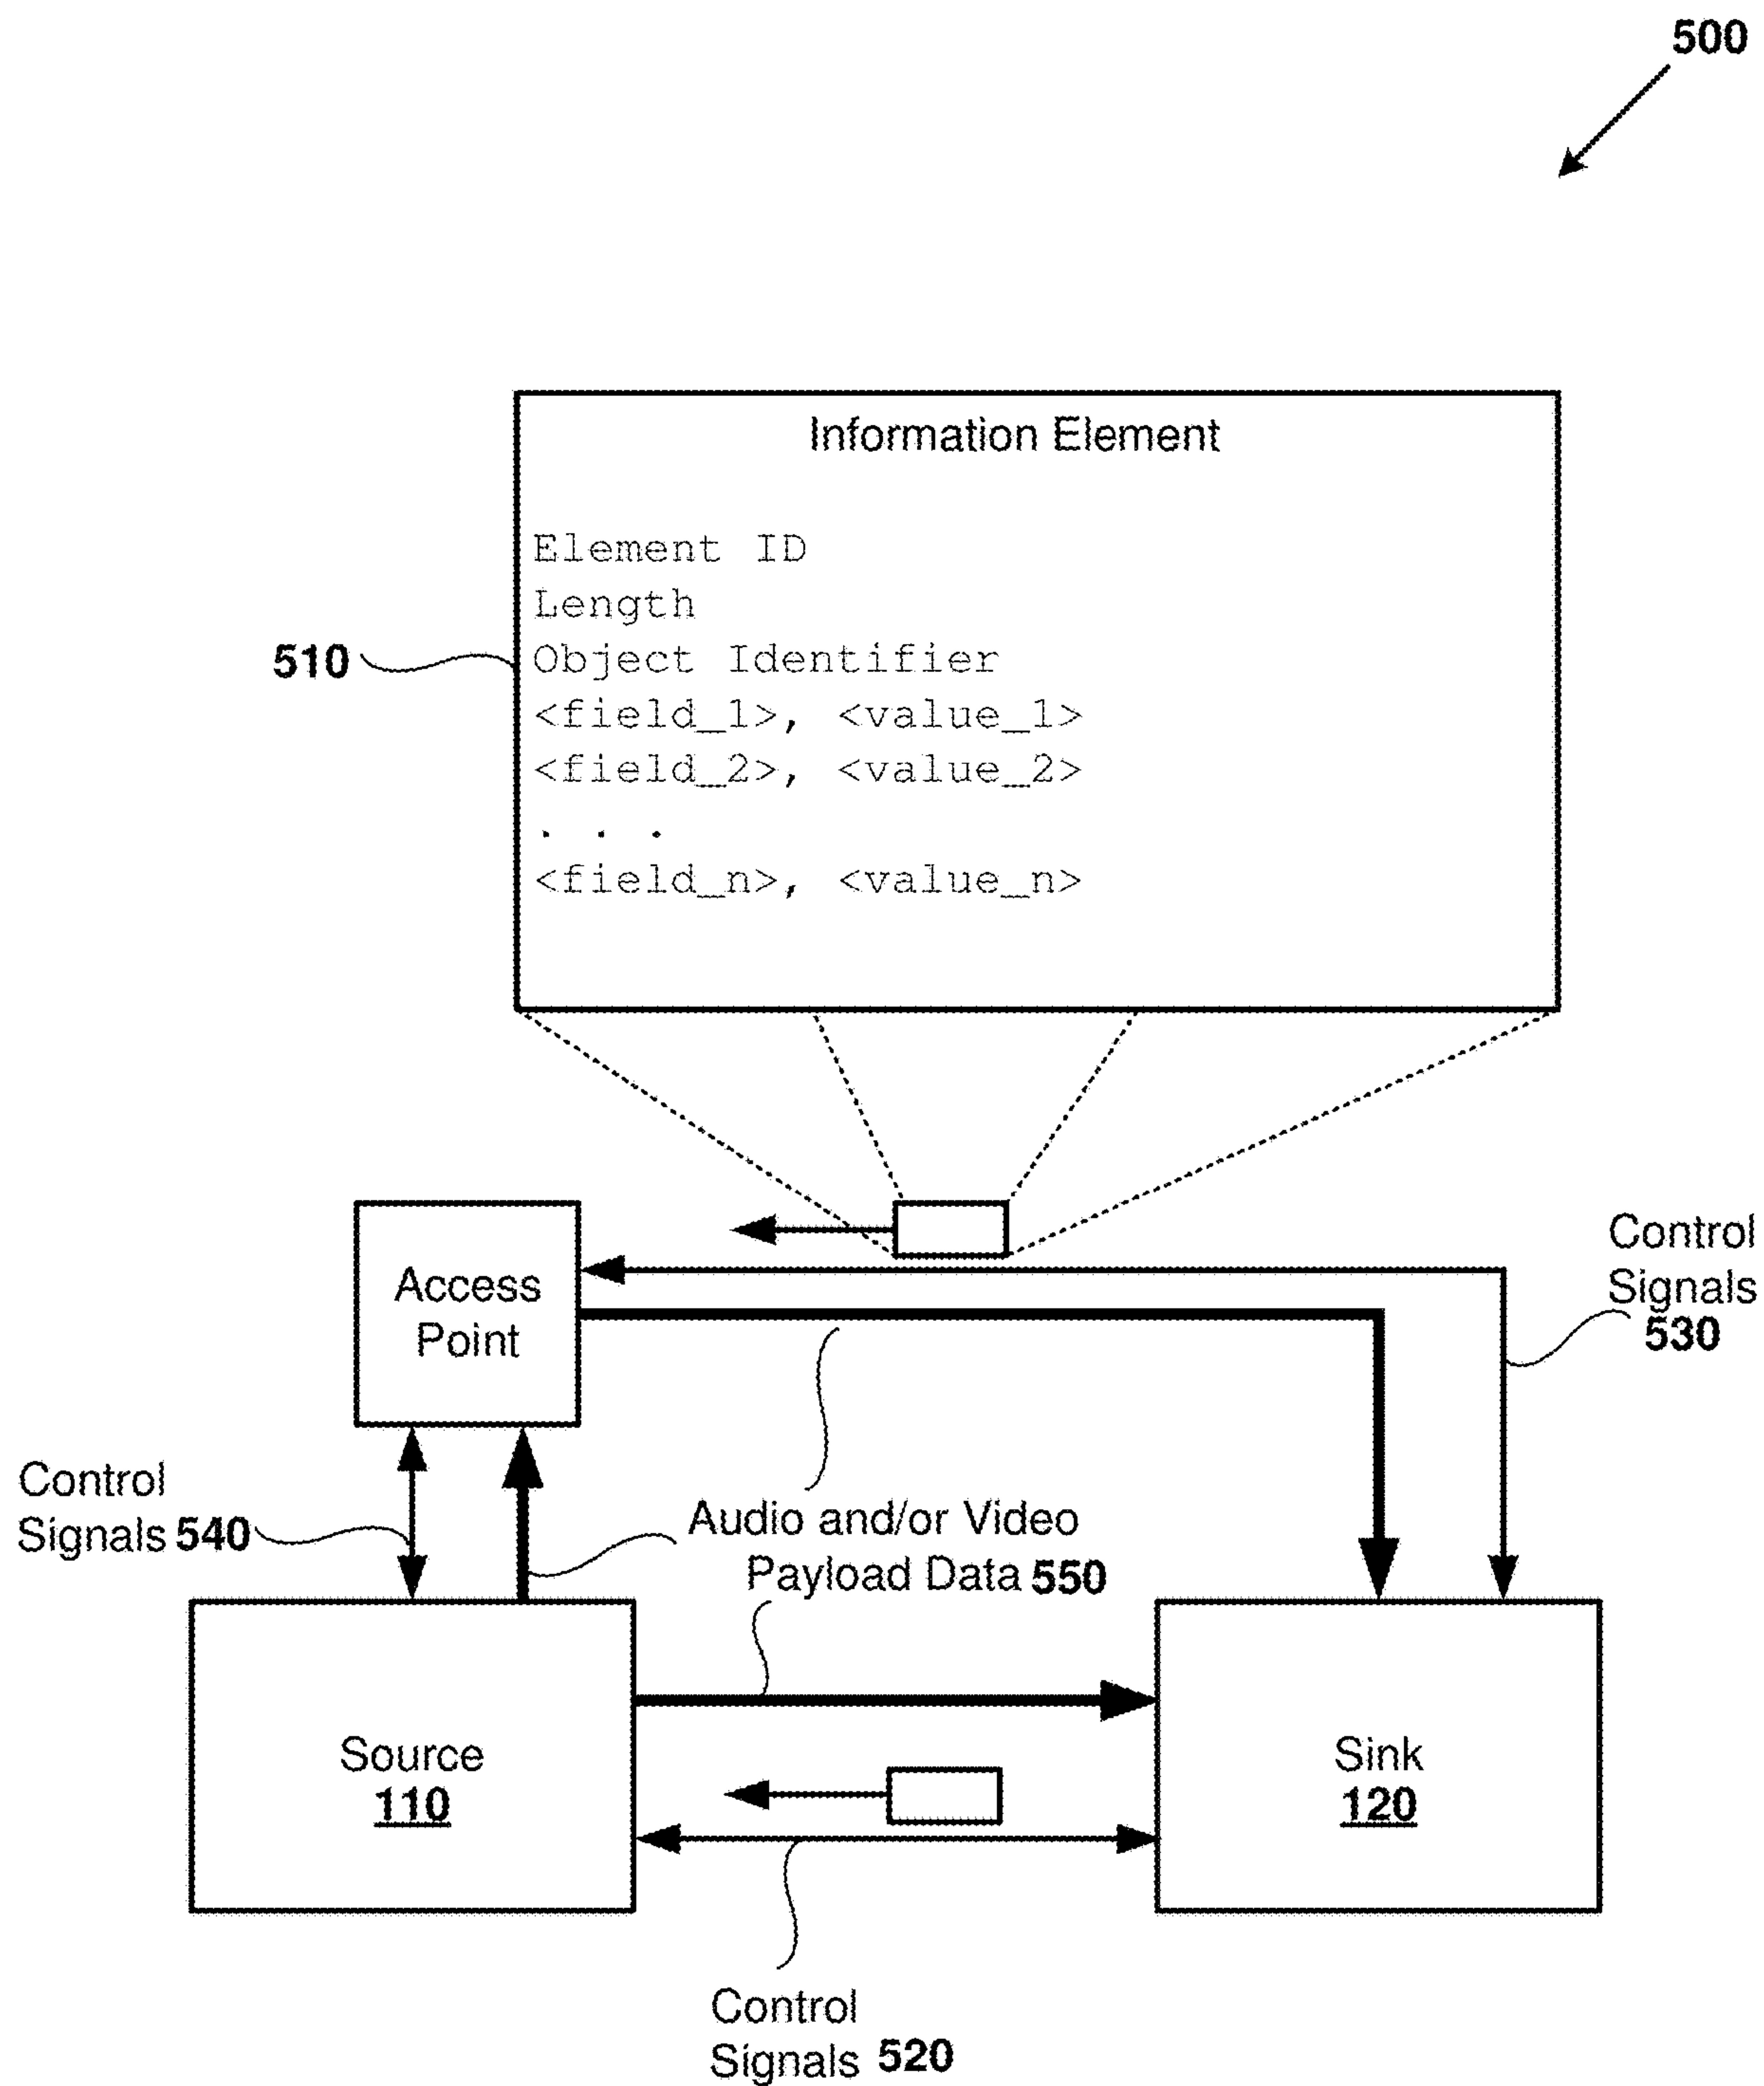 500
Information Element
Element ID
Length
510
Object Identifier
<field_1>, <value_1>
<field_2>, <value_2>
. . .
<field_n>, <value_n>
Access
Point
Control
Signals
530
Control
Signals 540
Audio and/or Video
Payload Data 550
Source
110
Sink
120
Control
Signals 520